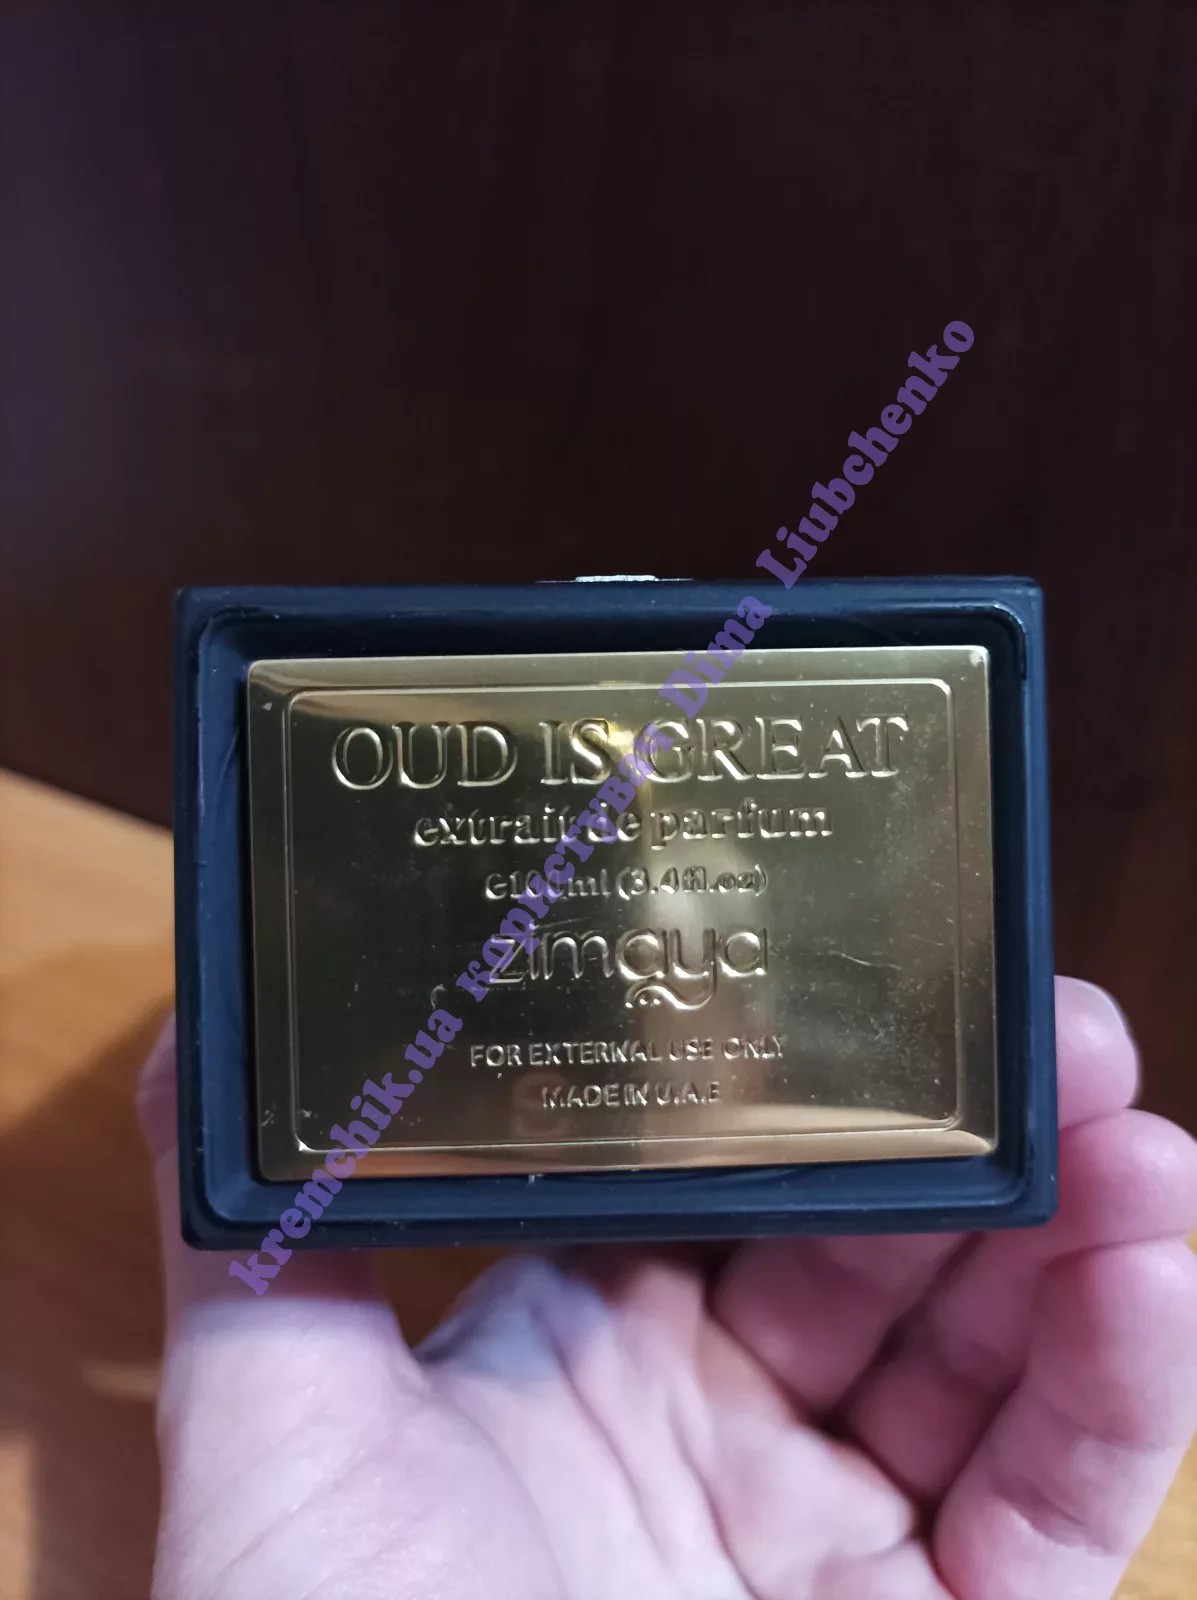 OUD IS GREAT
extrait de parfum
e100ml (3.4fl.oz)
zimaya
FOR EXTERNAL USE ONLY
MADE IN U.A.E
kremchik.ua користувач Dima Liubchenko